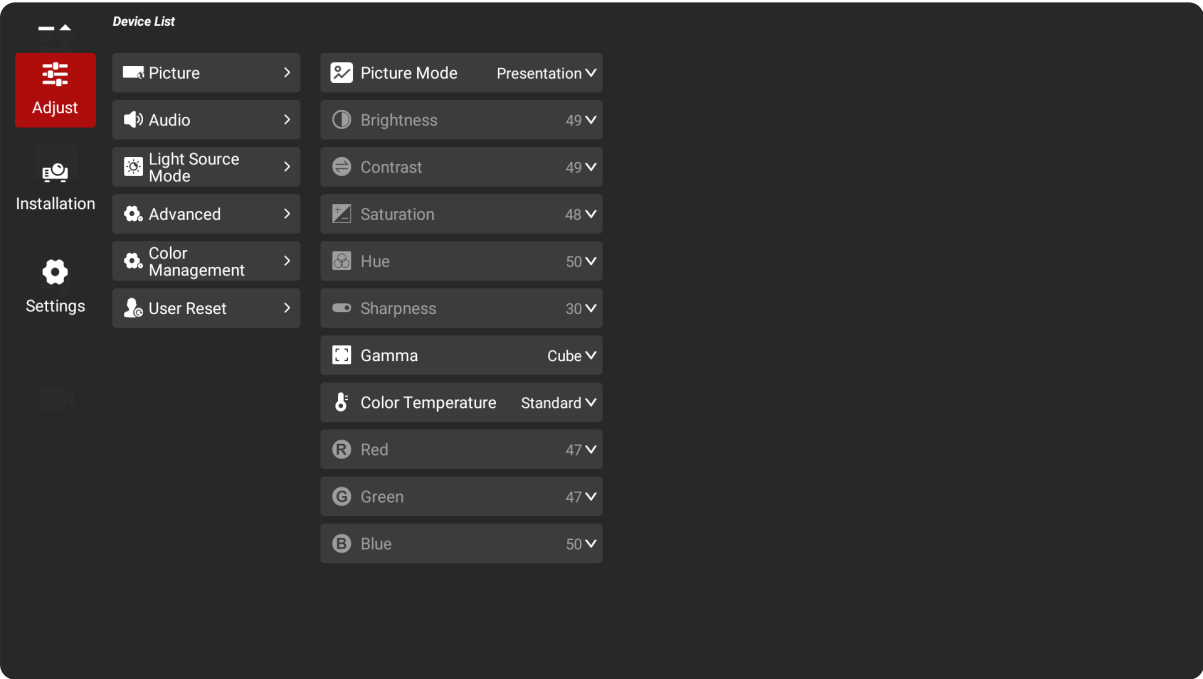 Device List
Adjust
Installation
Settings
Picture
Audio
Light Source
Mode
Advanced
Color
Management
User Reset
Picture Mode Presentation
Brightness 49
Contrast 49
Saturation 48
Hue 50
Sharpness 30
Gamma Cube
Color Temperature Standard
R Red 47
G Green 47
B Blue 50